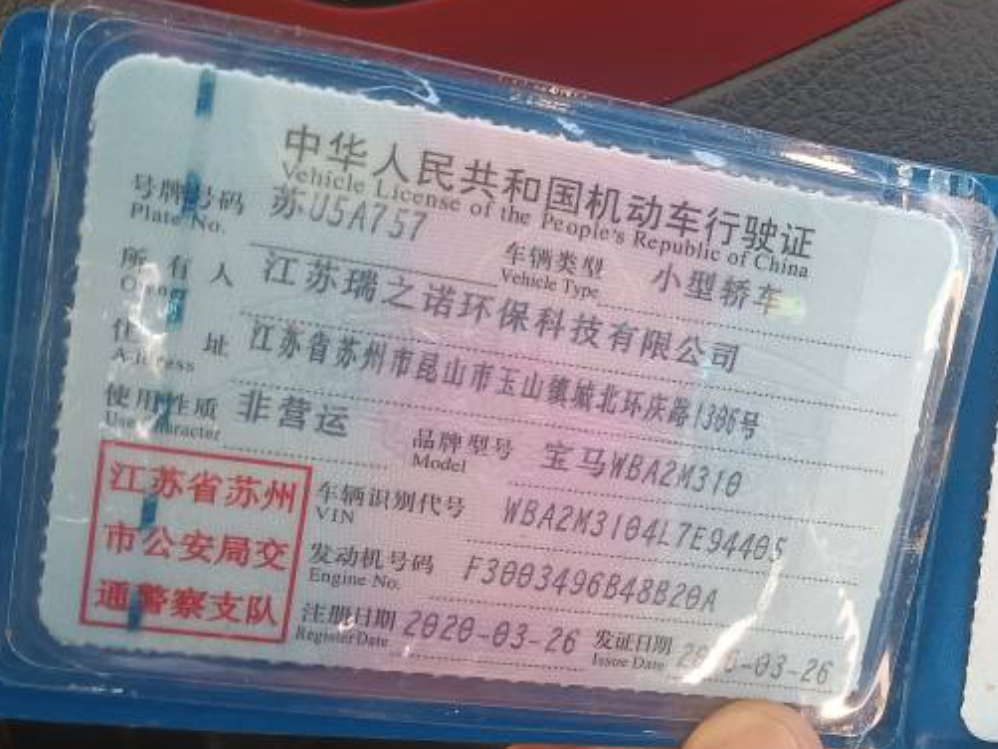 中华人民共和国机动车行驶证
Vehicle License of the People's Republic of China
号牌号码 苏U5A757 车辆类型 小型轿车
Plate No. Vehicle Type
所有人 江苏瑞之诺环保科技有限公司
住址 江苏省苏州市昆山市玉山镇城北环庆路1386号
Address
使用性质 非营运 品牌型号 宝马WBA2M310
Use Character Model
江苏省苏州
市公安局交
通警察支队
车辆识别代号 WBA2M3104L7E94405
VIN
发动机号码 F3003496B48B20A
Engine No.
注册日期 2020-03-26 发证日期 -03-26
Register Date Issue Date